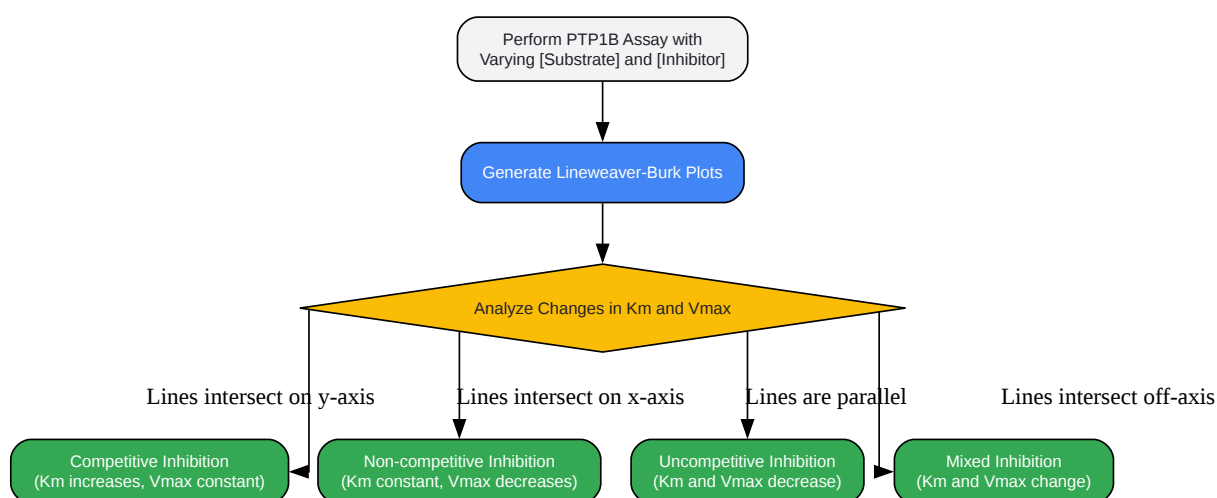 Perform PTP1B Assay with
Varying [Substrate] and [Inhibitor]
Generate Lineweaver-Burk Plots
Analyze Changes in Km and Vmax
Lines intersect on y-axis
Lines intersect on x-axis
Lines are parallel
Lines intersect off-axis
Competitive Inhibition
(Km increases, Vmax constant)
Non-competitive Inhibition
(Km constant, Vmax decreases)
Uncompetitive Inhibition
(Km and Vmax decrease)
Mixed Inhibition
(Km and Vmax change)